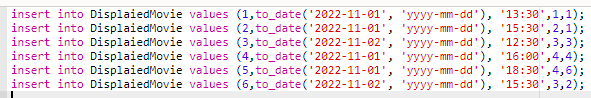 insert into DisplaiedMovie values (1,to_date('2022-11-01', 'yyyy-mm-dd'), '13:30',1,1);
insert into DisplaiedMovie values (2,to_date('2022-11-01', 'yyyy-mm-dd'), '15:30',2,1);
insert into DisplaiedMovie values (3,to_date('2022-11-02', 'yyyy-mm-dd'), '12:30',3,3);
insert into DisplaiedMovie values (4,to_date('2022-11-01', 'yyyy-mm-dd'), '16:00',4,4);
insert into DisplaiedMovie values (5,to_date('2022-11-01', 'yyyy-mm-dd'), '18:30',4,6);
insert into DisplaiedMovie values (6,to_date('2022-11-02', 'yyyy-mm-dd'), '15:30',3,2);